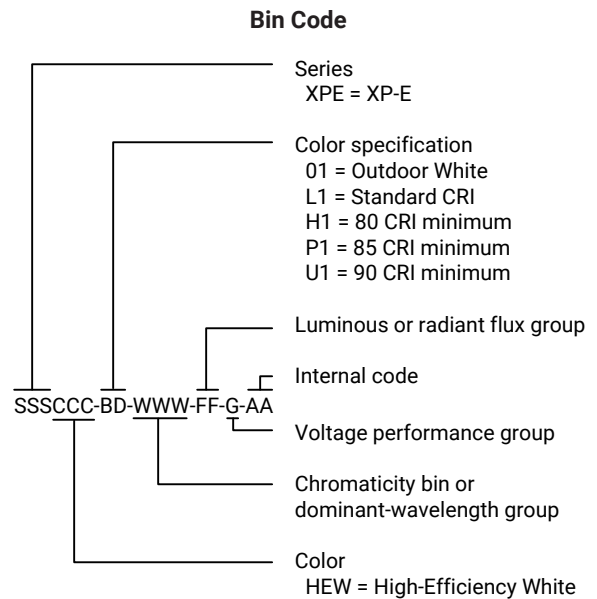 Bin Code
Series
XPE = XP-E
Color specification
01 = Outdoor White
L1 = Standard CRI
H1 = 80 CRI minimum
P1 = 85 CRI minimum
U1 = 90 CRI minimum
Luminous or radiant flux group
Internal code
SSSCCC-BD-WWW-FF-G-AA
Voltage performance group
Chromaticity bin or
dominant-wavelength group
Color
HEW = High-Efficiency White